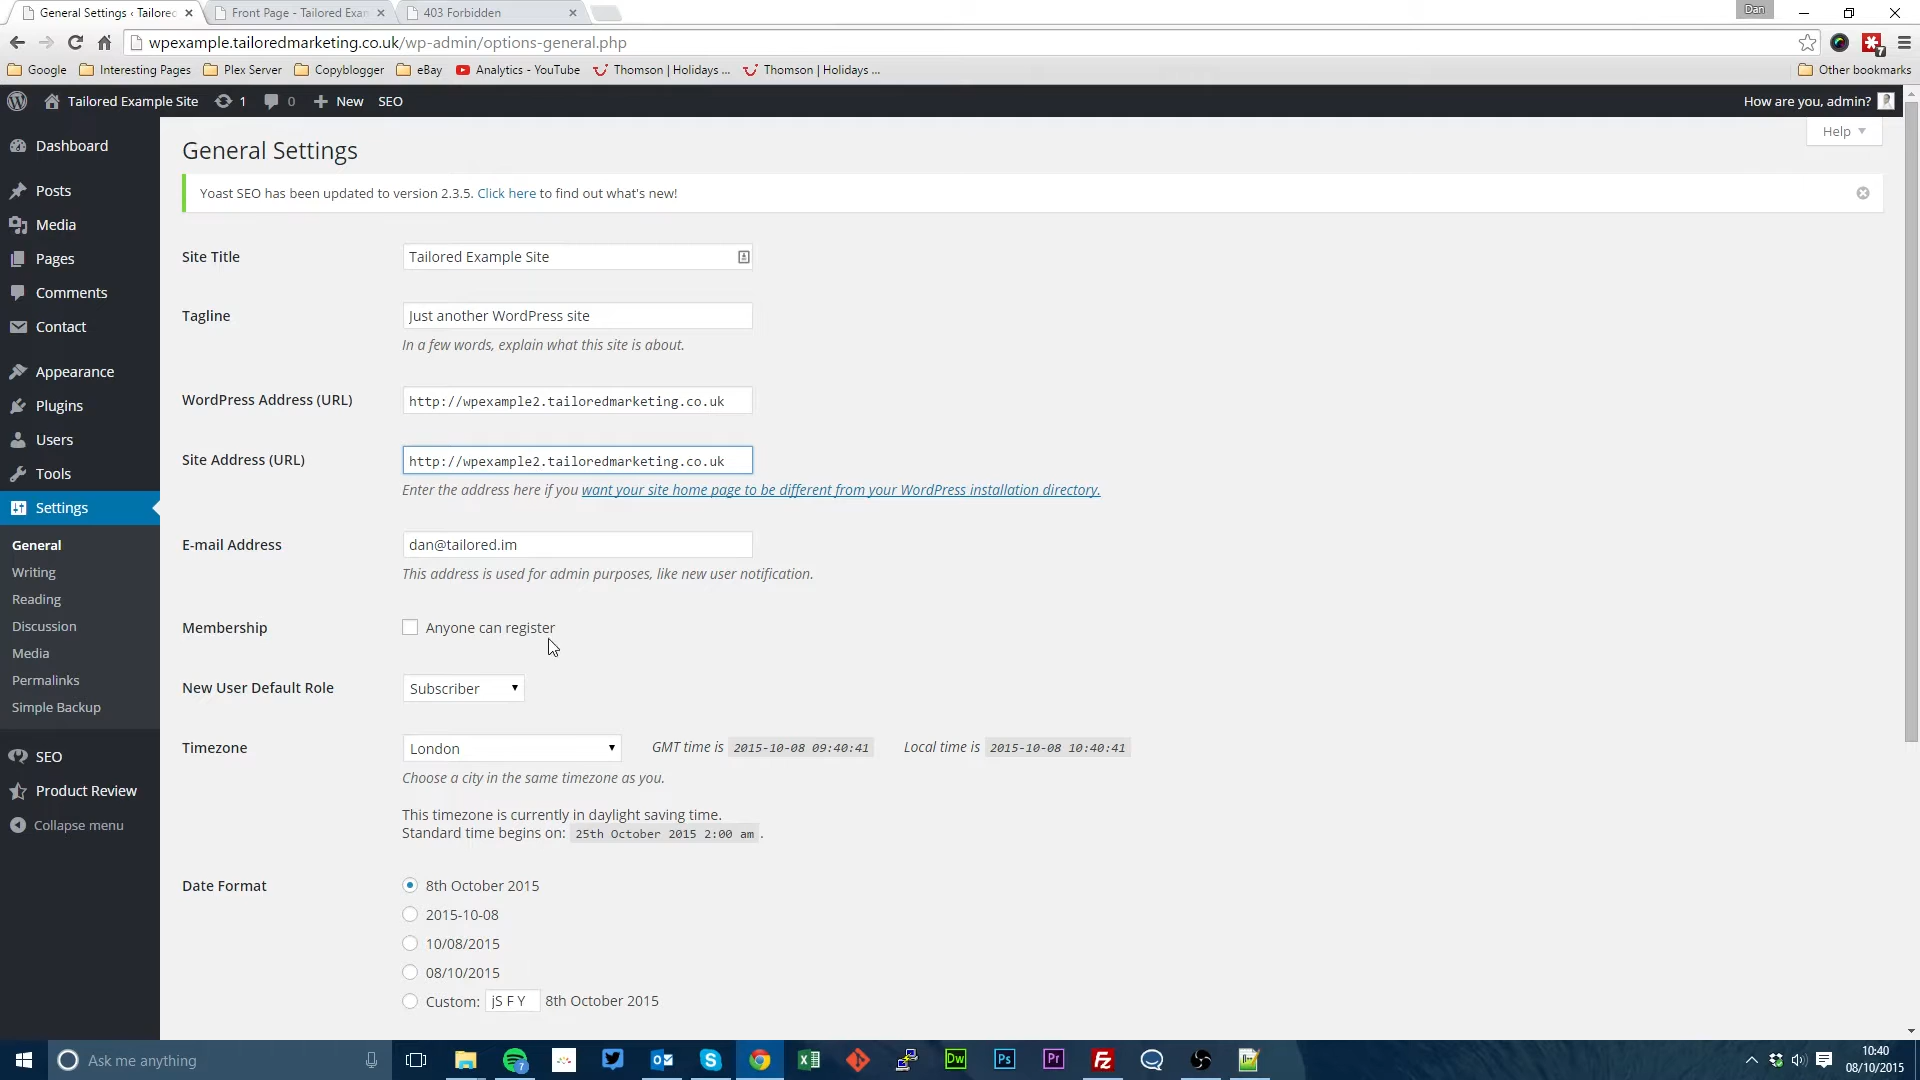 General Settings ‹ Tailored
Front Page - Tailored Exan
403 Forbidden
Dan
wpexample.tailoredmarketing.co.uk/wp-admin/options-general.php
7
Google
Interesting Pages
Plex Server
Copyblogger
eBay
Analytics - YouTube
Thomson | Holidays ...
Thomson | Holidays ...
Other bookmarks
Tailored Example Site
1
0
New
SEO
How are you, admin?
Dashboard
Posts
Media
Pages
Comments
Contact
Appearance
Plugins
Users
Tools
Settings
General
Writing
Reading
Discussion
Media
Permalinks
Simple Backup
SEO
Product Review
Collapse menu
Help
General Settings
Yoast SEO has been updated to version 2.3.5. Click here to find out what's new!
Site Title
Tailored Example Site
Tagline
Just another WordPress site
In a few words, explain what this site is about.
WordPress Address (URL)
http://wpexample2.tailoredmarketing.co.uk
Site Address (URL)
http://wpexample2.tailoredmarketing.co.uk
Enter the address here if you want your site home page to be different from your WordPress installation directory.
E-mail Address
dan@tailored.im
This address is used for admin purposes, like new user notification.
Membership
Anyone can register
New User Default Role
Subscriber
Timezone
London
GMT time is 2015-10-08 09:40:41
Local time is 2015-10-08 10:40:41
Choose a city in the same timezone as you.
This timezone is currently in daylight saving time.
Standard time begins on: 25th October 2015 2:00 am .
Date Format
8th October 2015
2015-10-08
10/08/2015
08/10/2015
Custom: jS F Y 8th October 2015
Ask me anything
7
Dw
Ps
Pr
Fz
10:40
08/10/2015